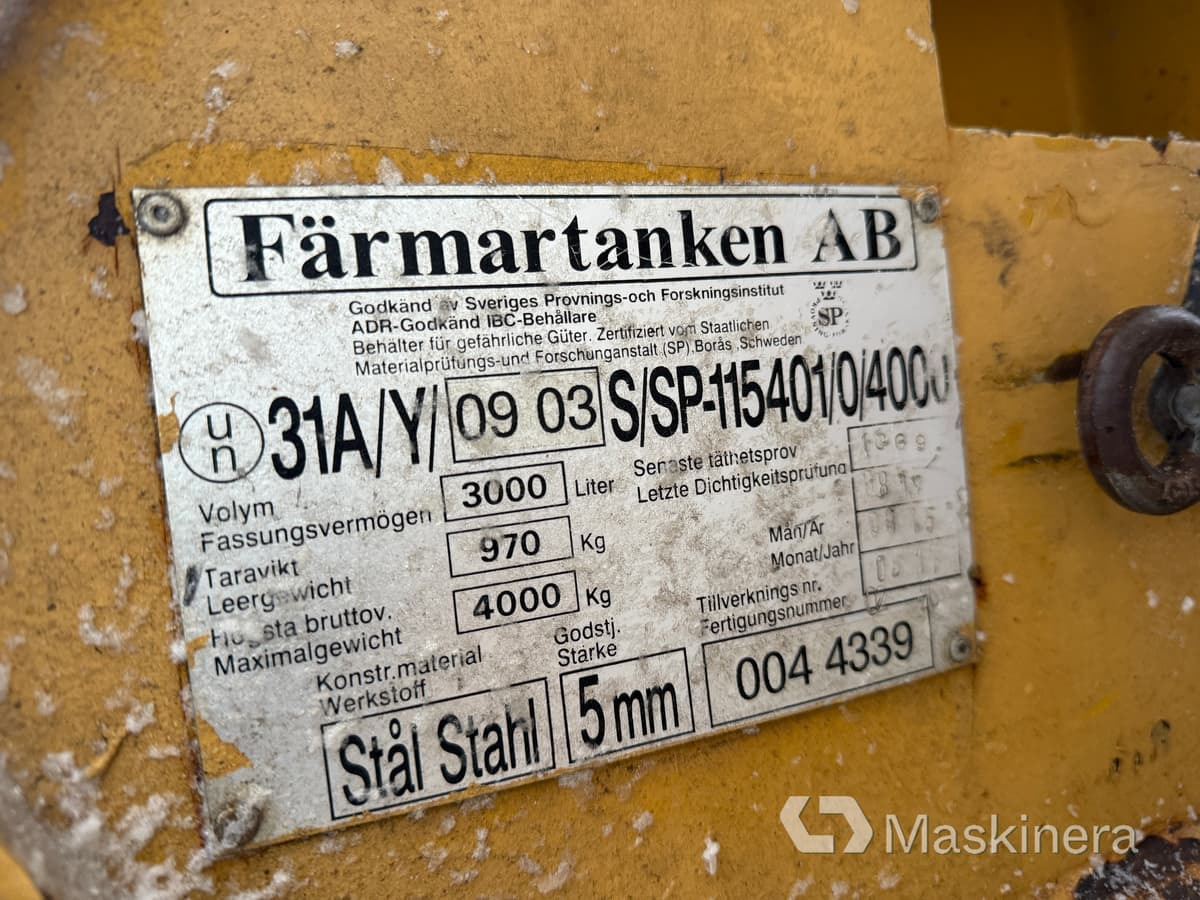 Färmartanken AB
Godkänd av Sveriges Provnings-och Forskningsinstitut
ADR-Godkänd IBC-Behållare
Behälter für gefährliche Güter. Zertifiziert vom Staatlichen
Materialprüfungs-und Forschunganstalt (SP).Borås ,Schweden
SP
un 31A/Y/ 09 03 S/SP-115401/0/4000
Volym
Fassungsvermögen 3000 Liter
Senaste täthetsprov
Letzte Dichtigkeitsprüfung
Taravikt
Leergewicht 970 Kg
Mån/År
Monat/Jahr
Högsta bruttov.
Maximalgewicht 4000 Kg
Tillverknings nr.
Fertigungsnummer
004 4339
Konstr.material
Werkstoff
Stål Stahl
Godstj.
Stärke
5 mm
Maskinera